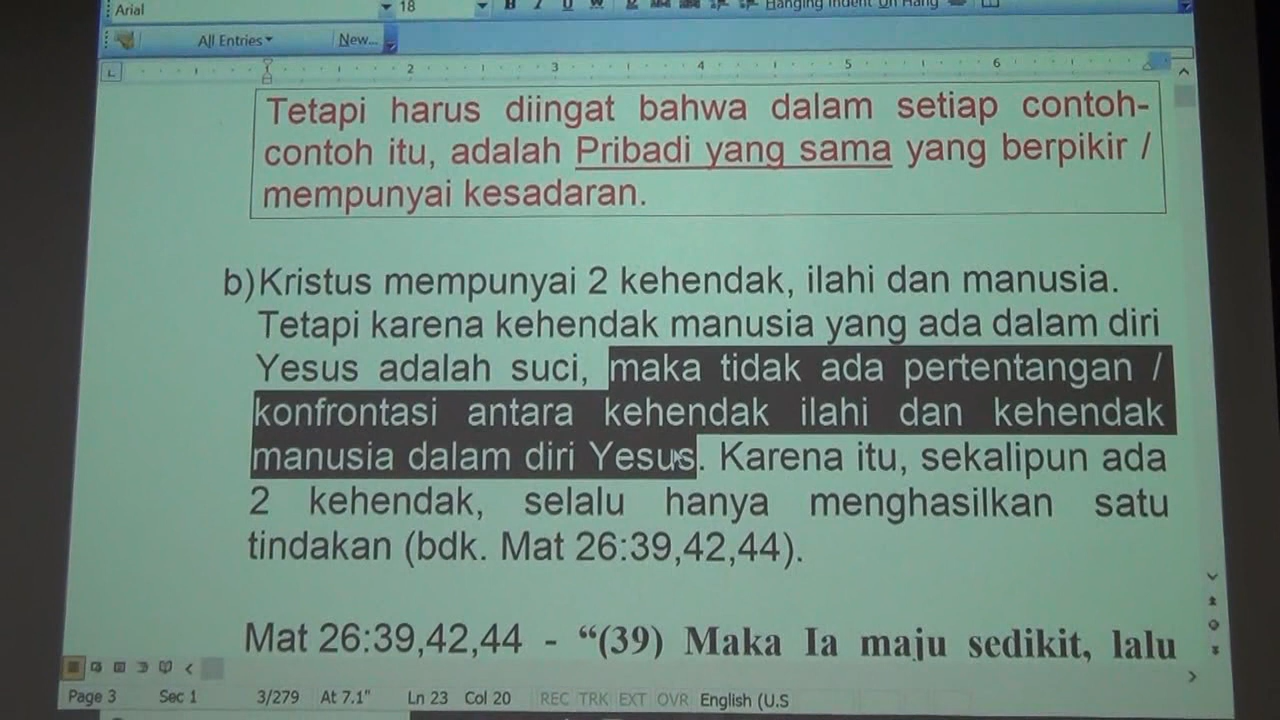 Arial 18 Hanging Indent
All Entries New...
2 3 4 5 6
Tetapi harus diingat bahwa dalam setiap contoh-
contoh itu, adalah Pribadi yang sama yang berpikir /
mempunyai kesadaran.
b)Kristus mempunyai 2 kehendak, ilahi dan manusia.
Tetapi karena kehendak manusia yang ada dalam diri
Yesus adalah suci, maka tidak ada pertentangan /
konfrontasi antara kehendak ilahi dan kehendak
manusia dalam diri Yesus. Karena itu, sekalipun ada
2 kehendak, selalu hanya menghasilkan satu
tindakan (bdk. Mat 26:39,42,44).
Mat 26:39,42,44 - “(39) Maka Ia maju sedikit, lalu
Page 3 Sec 1 3/279 At 7.1" Ln 23 Col 20 REC TRK EXT OVR English (U.S